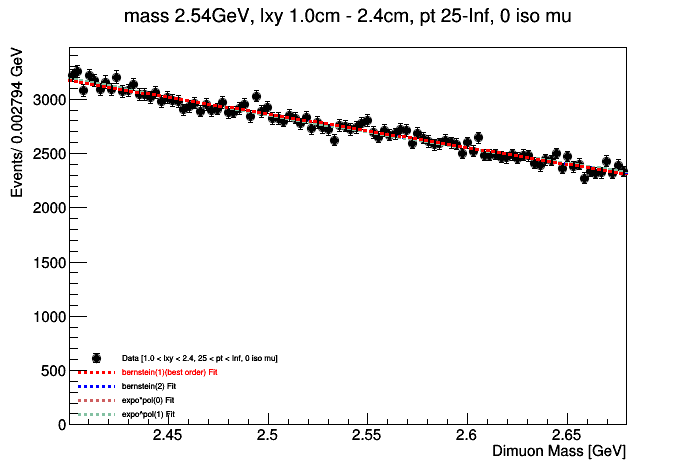 mass 2.54GeV, lxy 1.0cm - 2.4cm, pt 25-Inf, 0 iso mu
Events/ 0.002794 GeV
3000
2500
2000
1500
1000
500
0
Data [1.0 < lxy < 2.4, 25 < pt < Inf, 0 iso mu]
bernstein(1)(best order) Fit
bernstein(2) Fit
expo*pol(0) Fit
expo*pol(1) Fit
2.45 2.5 2.55 2.6 2.65
Dimuon Mass [GeV]